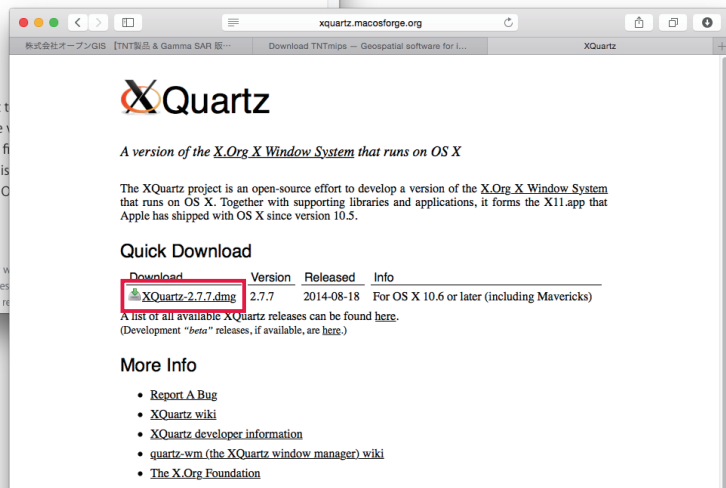 xquartz.macosforge.org
株式会社オープンGIS 【TNT製品 & Gamma SAR 販…
Download TNTmips — Geospatial software for i…
XQuartz
XQuartz
A version of the X.Org X Window System that runs on OS X
The XQuartz project is an open-source effort to develop a version of the X.Org X Window System
that runs on OS X. Together with supporting libraries and applications, it forms the X11.app that
Apple has shipped with OS X since version 10.5.
Quick Download
Download Version Released Info
XQuartz-2.7.7.dmg 2.7.7 2014-08-18 For OS X 10.6 or later (including Mavericks)
A list of all available XQuartz releases can be found here.
(Development "beta" releases, if available, are here.)
More Info
• Report A Bug
• XQuartz wiki
• XQuartz developer information
• quartz-wm (the XQuartz window manager) wiki
• The X.Org Foundation